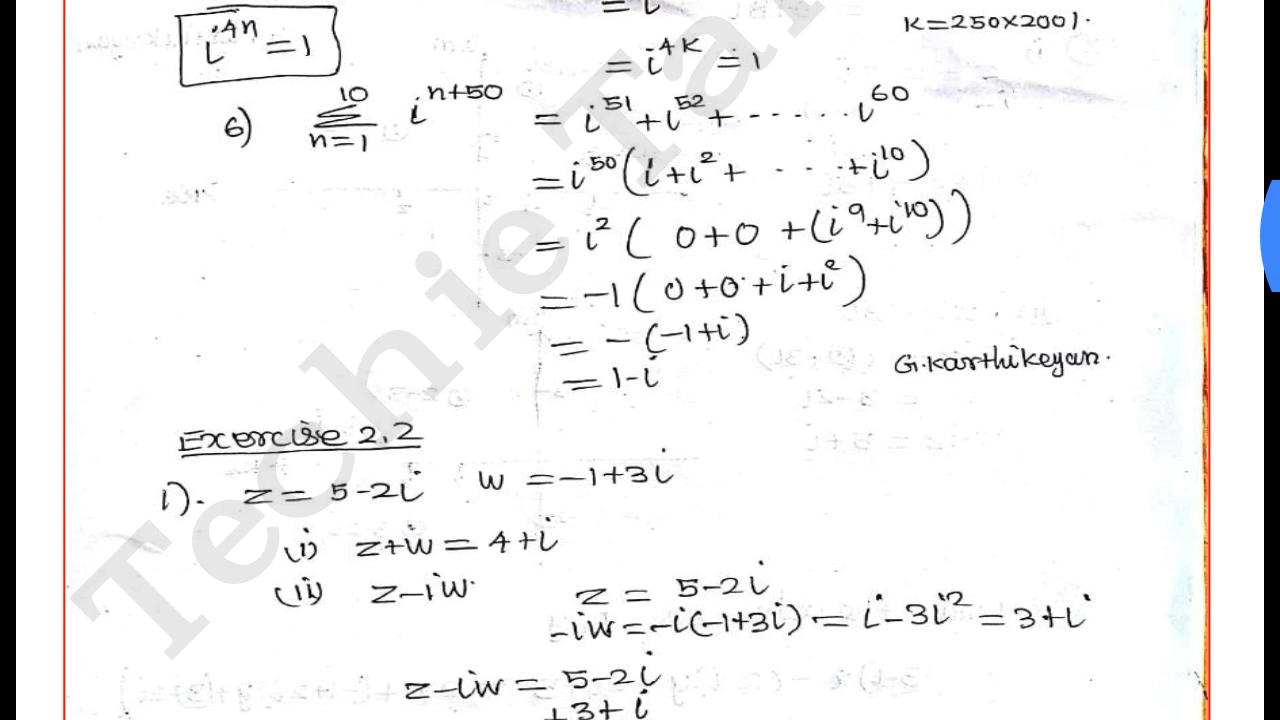 = i
i^4n = 1
K=250×2001.
= i^4K = 1
6) Σ_{n=1}^{10} i^{n+50} = i^51 + i^52 + ------ i^60
= i^50 (i + i^2 + - - - + i^10)
= i^2 ( 0+0 + (i^9 + i^10))
= -1 ( 0+0+i+i^2 )
= - (-1+i)
= 1-i
G.Karthikeyan.
Exercise 2.2
1). z = 5-2i w = -1+3i
(i) z+w = 4+i
(ii) z-iw z = 5-2i
-iw = -i(-1+3i) = i-3i^2 = 3+i
z-iw = 5-2i
+3+i
Techie Ta